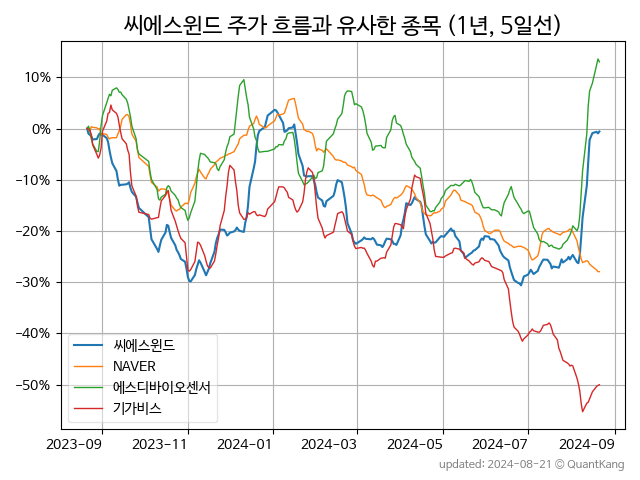 씨에스윈드 주가 흐름과 유사한 종목 (1년, 5일선)
10%
0%
−10%
−20%
−30%
−40%
−50%
씨에스윈드
NAVER
에스디바이오센서
기가비스
2023-09
2023-11
2024-01
2024-03
2024-05
2024-07
2024-09
updated: 2024-08-21 © QuantKang